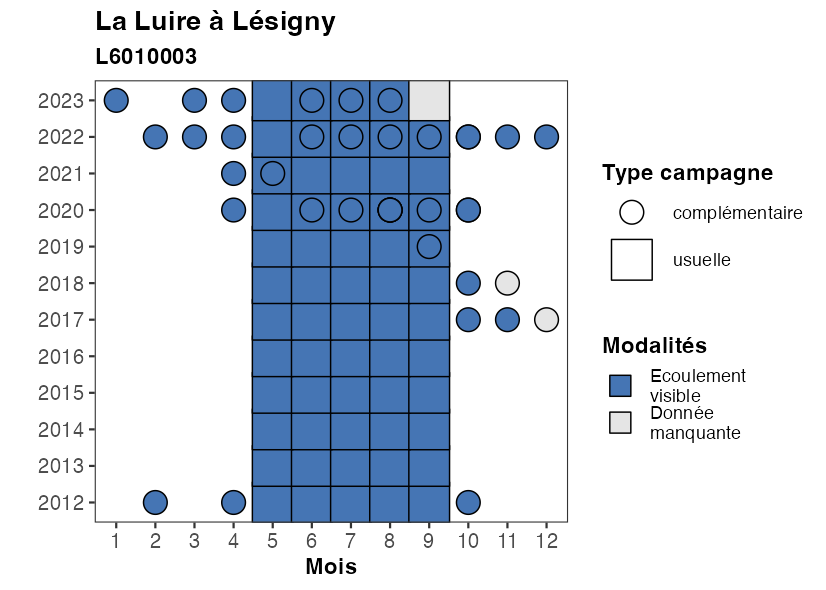 La Luire à Lésigny
L6010003
2023
2022
2021
2020
2019
2018
2017
2016
2015
2014
2013
2012
1 2 3 4 5 6 7 8 9 10 11 12
Mois
Type campagne
complémentaire
usuelle
Modalités
Ecoulement
visible
Donnée
manquante